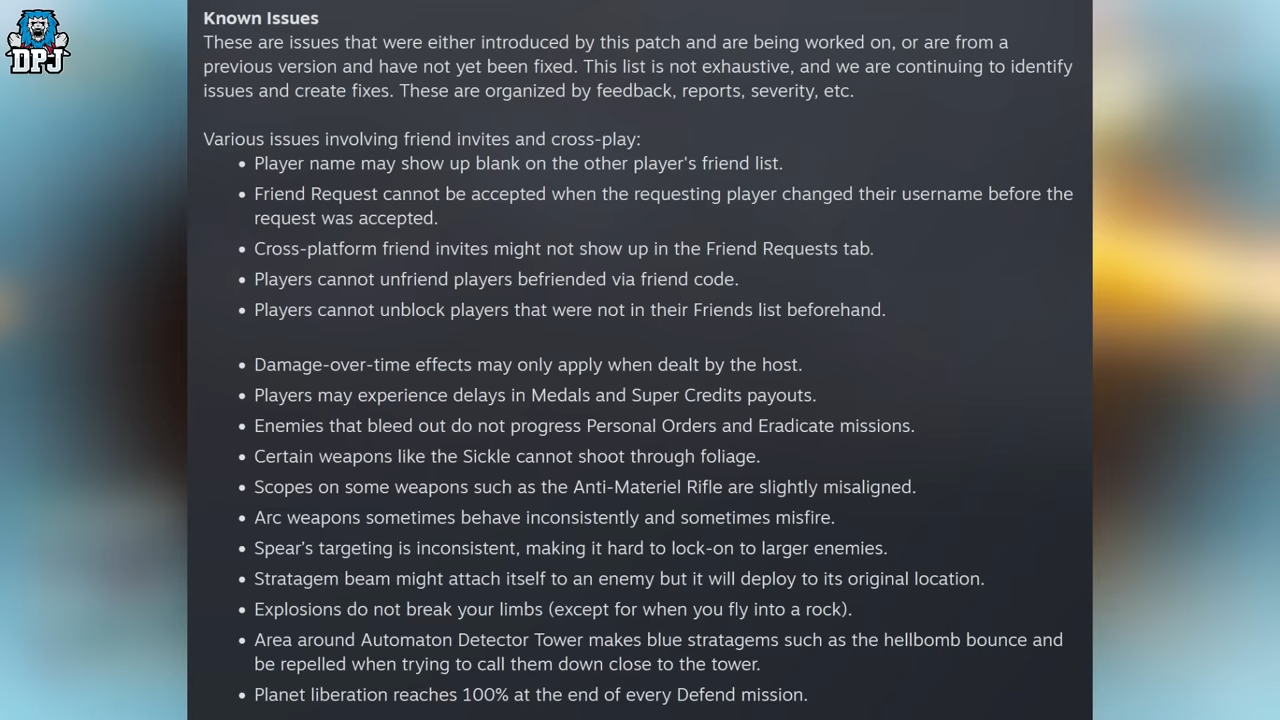 DPJ
Known Issues
These are issues that were either introduced by this patch and are being worked on, or are from a
previous version and have not yet been fixed. This list is not exhaustive, and we are continuing to identify
issues and create fixes. These are organized by feedback, reports, severity, etc.
Various issues involving friend invites and cross-play:
• Player name may show up blank on the other player's friend list.
• Friend Request cannot be accepted when the requesting player changed their username before the
request was accepted.
• Cross-platform friend invites might not show up in the Friend Requests tab.
• Players cannot unfriend players befriended via friend code.
• Players cannot unblock players that were not in their Friends list beforehand.
• Damage-over-time effects may only apply when dealt by the host.
• Players may experience delays in Medals and Super Credits payouts.
• Enemies that bleed out do not progress Personal Orders and Eradicate missions.
• Certain weapons like the Sickle cannot shoot through foliage.
• Scopes on some weapons such as the Anti-Materiel Rifle are slightly misaligned.
• Arc weapons sometimes behave inconsistently and sometimes misfire.
• Spear’s targeting is inconsistent, making it hard to lock-on to larger enemies.
• Stratagem beam might attach itself to an enemy but it will deploy to its original location.
• Explosions do not break your limbs (except for when you fly into a rock).
• Area around Automaton Detector Tower makes blue stratagems such as the hellbomb bounce and
be repelled when trying to call them down close to the tower.
• Planet liberation reaches 100% at the end of every Defend mission.